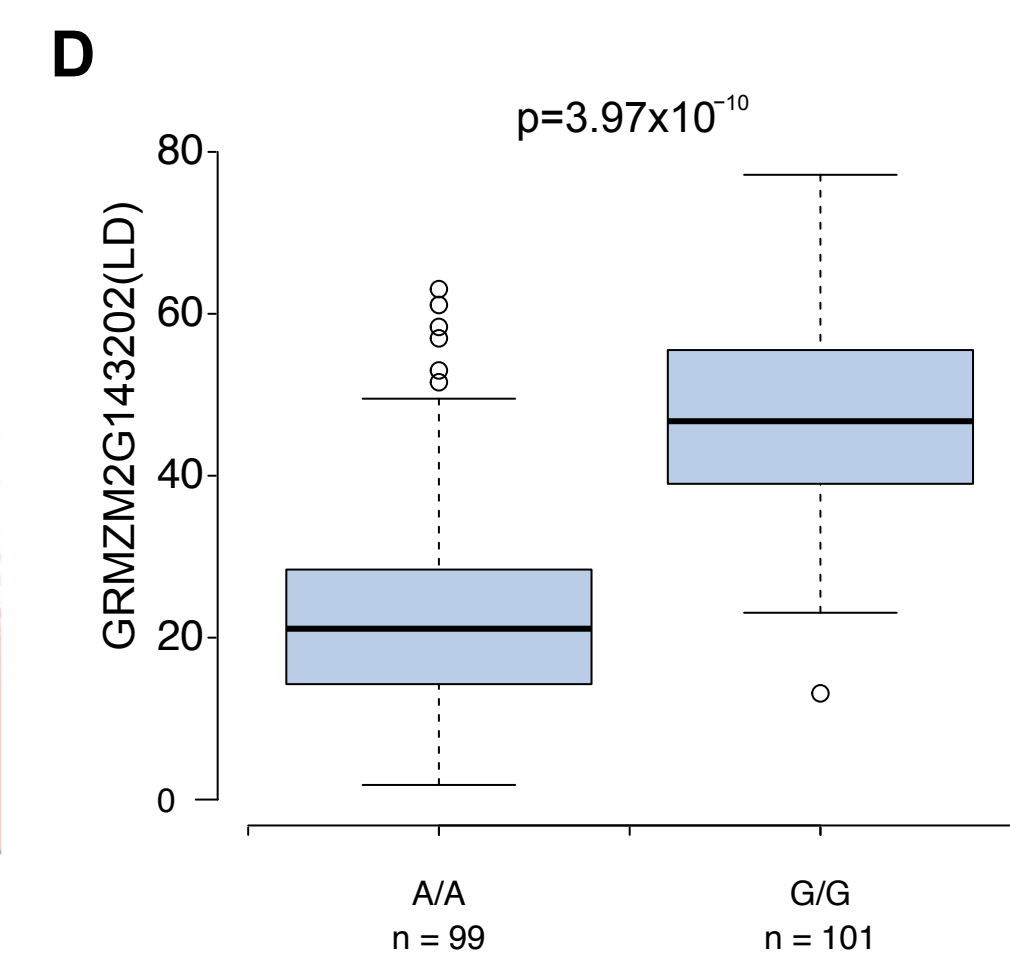 D
p=3.97x10⁻¹⁰
GRMZM2G143202(LD)
80
60
40
20
0
A/A
G/G
n = 99
n = 101